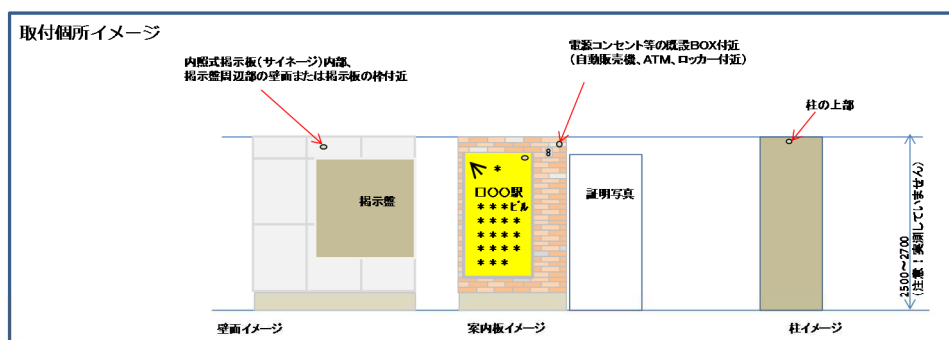 取付個所イメージ
内照式掲示板（サイネージ）内部、
掲示盤周辺部の壁面または掲示板の枠付近
電源コンセント等の既設BOX付近
（自動販売機、ATM、ロッカー付近）
柱の上部
8
*
口〇〇駅
＊＊＊ビル
＊＊＊＊
＊＊＊＊
＊＊＊＊
＊＊＊＊
＊＊＊
掲示盤
証明写真
2500～2700
（注意！実測していません）
壁面イメージ
案内板イメージ
柱イメージ